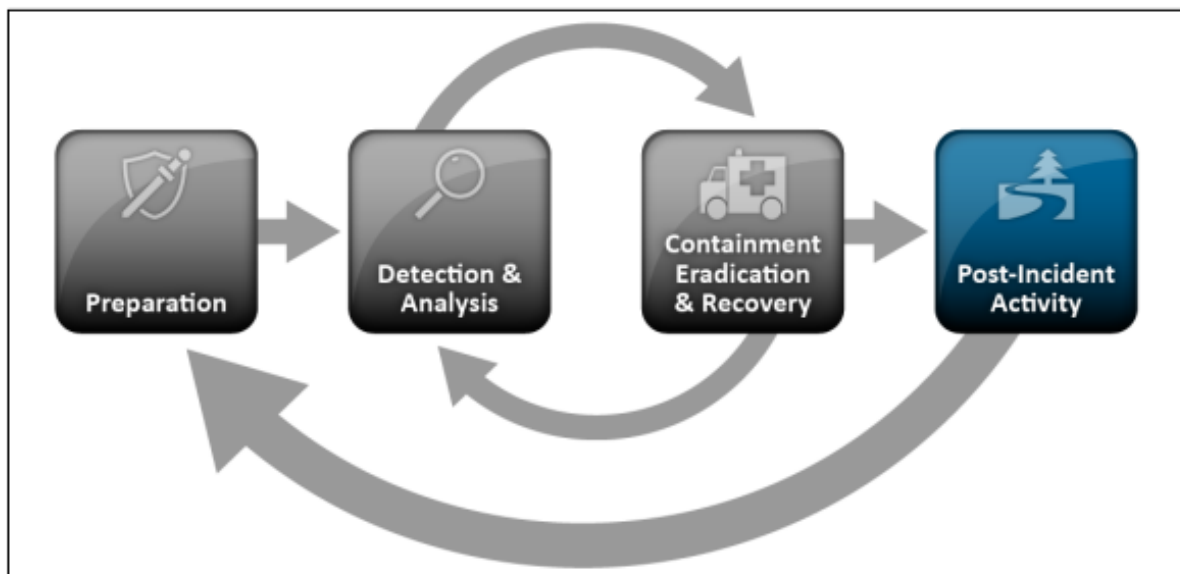 Preparation
Detection &
Analysis
Containment
Eradication
& Recovery
Post-Incident
Activity